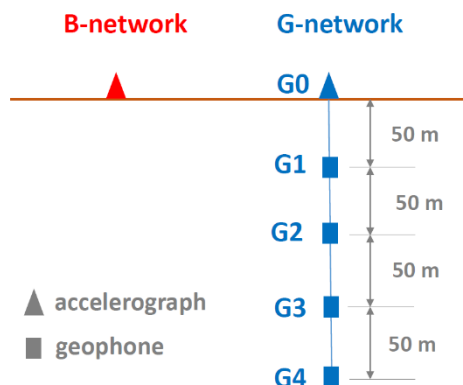 B-network
G-network
G0
50 m
G1
50 m
G2
50 m
G3
50 m
G4
accelerograph
geophone